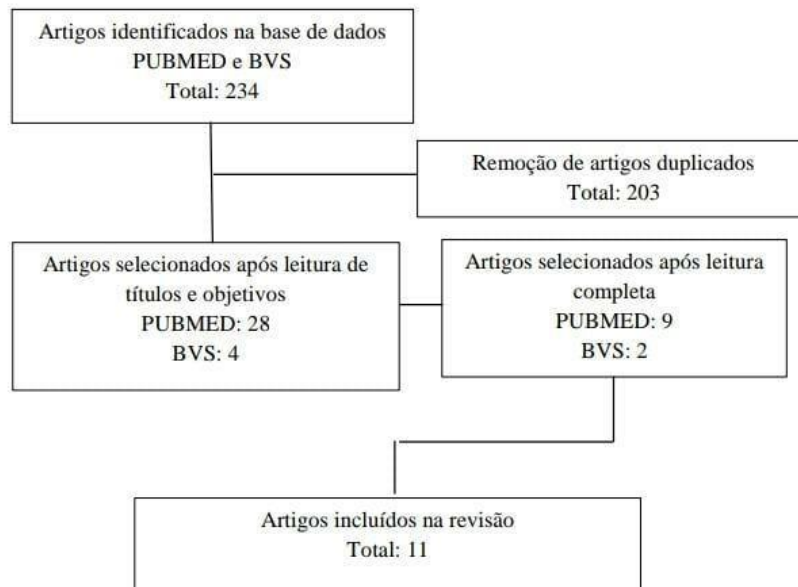 Artigos identificados na base de dados
PUBMED e BVS
Total: 234
Remoção de artigos duplicados
Total: 203
Artigos selecionados após leitura de
títulos e objetivos
PUBMED: 28
BVS: 4
Artigos selecionados após leitura
completa
PUBMED: 9
BVS: 2
Artigos incluídos na revisão
Total: 11